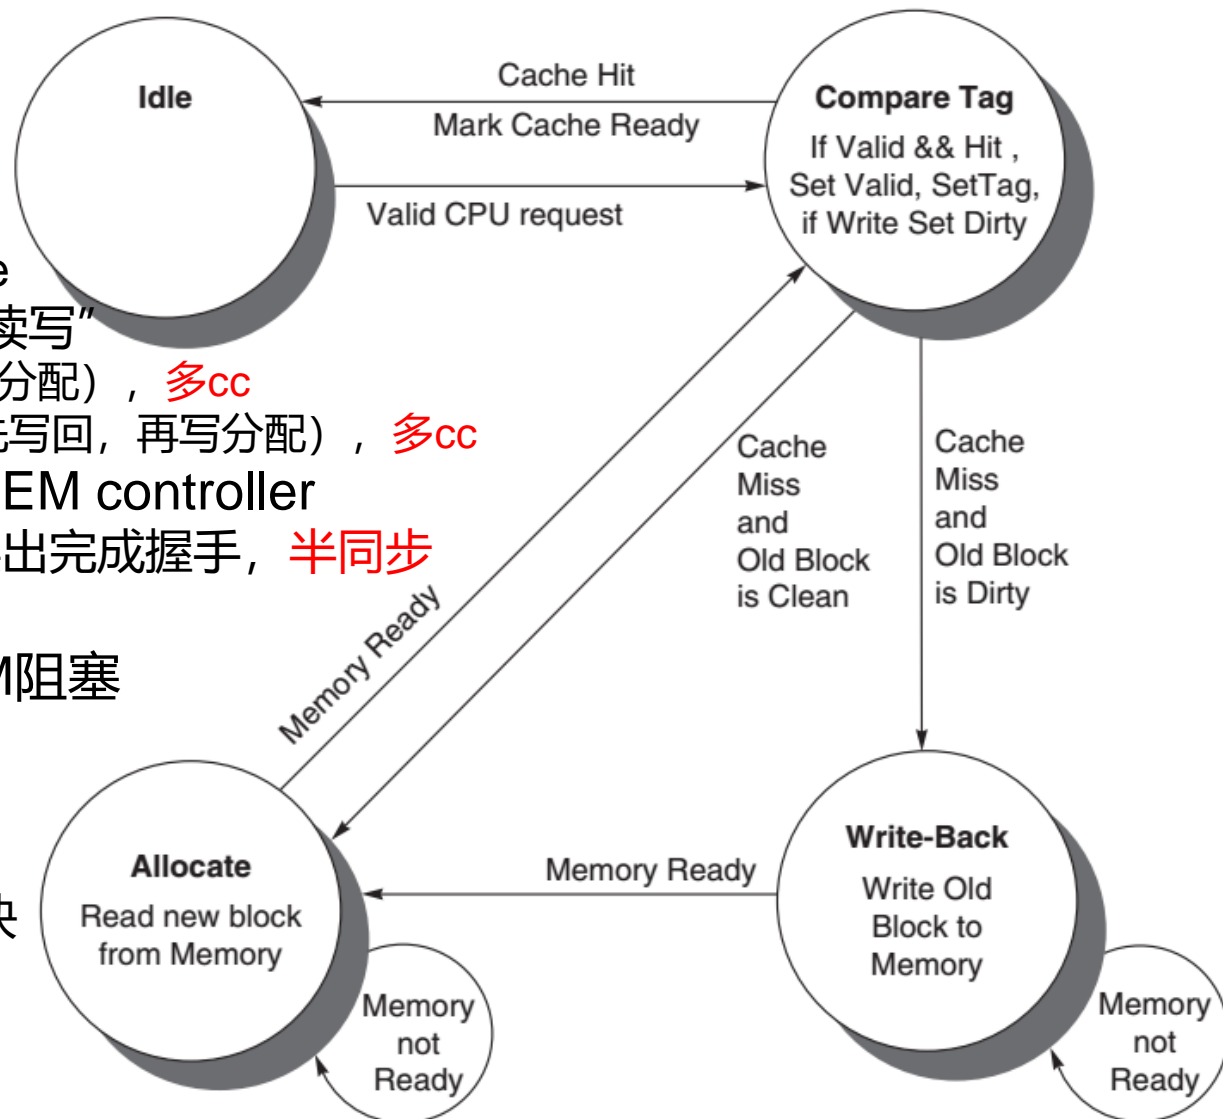 Idle
Cache Hit
Mark Cache Ready
Valid CPU request
Compare Tag
If Valid && Hit ,
Set Valid, SetTag,
if Write Set Dirty
e
读写”
分配），多cc
写回，再写分配），多cc
EM controller
出完成握手，半同步
阻塞
Cache
Miss
and
Old Block
is Clean
Cache
Miss
and
Old Block
is Dirty
Memory Ready
Allocate
Read new block
from Memory
Memory Ready
Write-Back
Write Old
Block to
Memory
Memory
not
Ready
Memory
not
Ready